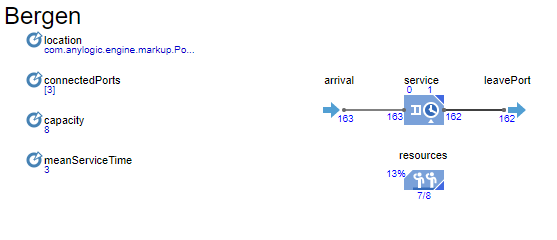 Bergen
location
com.anylogic.engine.markup.Po...
connectedPorts
[3]
capacity
8
meanServiceTime
3
arrival
service
leavePort
0 1
163
163
162
162
resources
13%
7/8